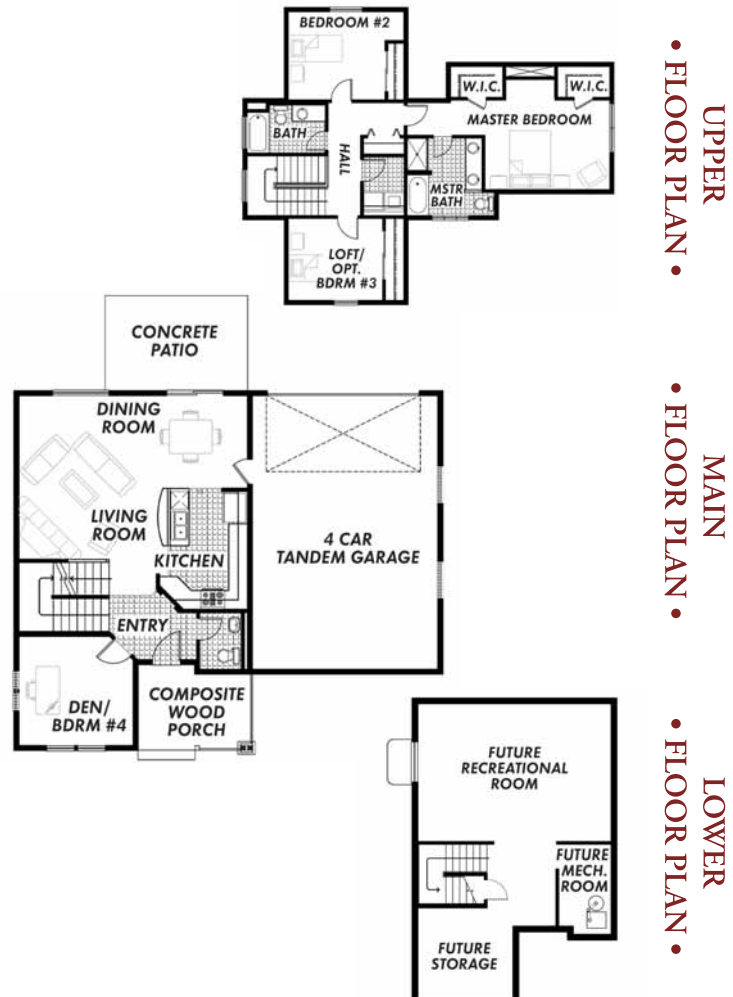 BEDROOM #2
W.I.C.
W.I.C.
MASTER BEDROOM
BATH
HALL
MSTR
BATH
LOFT/
OPT.
BDRM #3
UPPER
• FLOOR PLAN •
CONCRETE
PATIO
DINING
ROOM
LIVING
ROOM
KITCHEN
4 CAR
TANDEM GARAGE
ENTRY
DEN/
BDRM #4
COMPOSITE
WOOD
PORCH
MAIN
• FLOOR PLAN •
FUTURE
RECREATIONAL
ROOM
FUTURE
MECH.
ROOM
FUTURE
STORAGE
LOWER
• FLOOR PLAN •